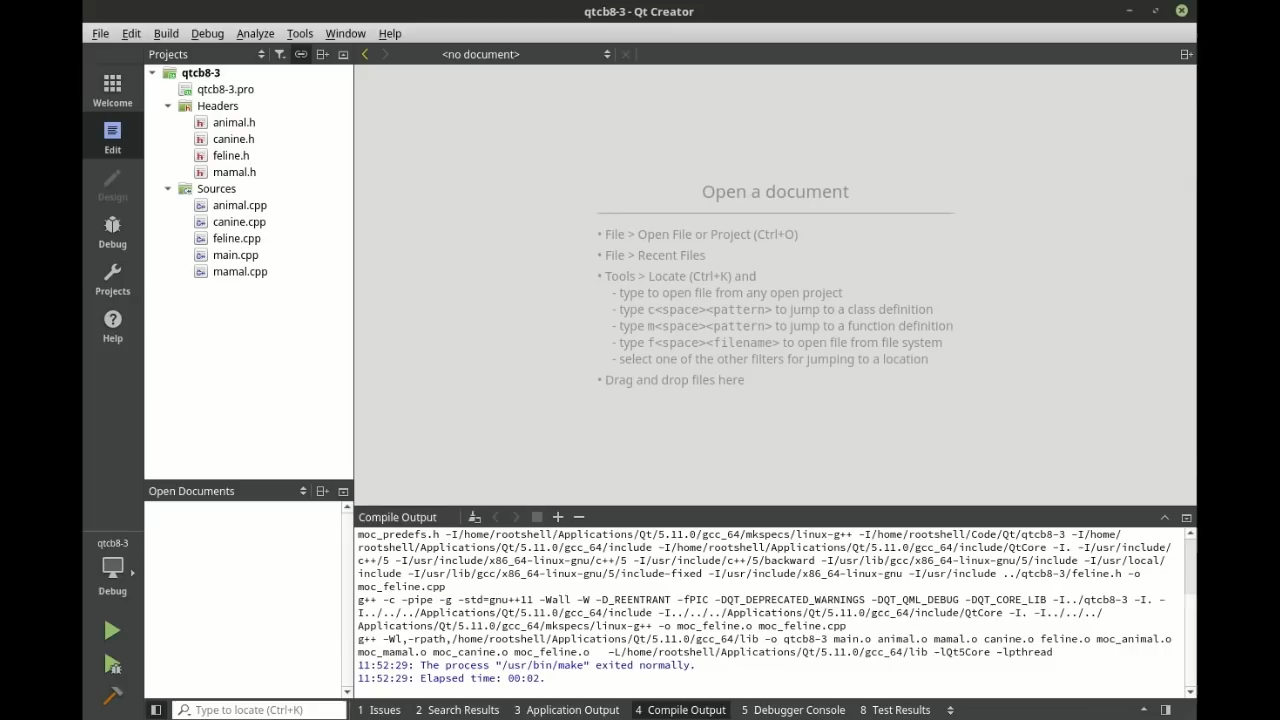 qtcb8-3 - Qt Creator
File Edit Build Debug Analyze Tools Window Help
Projects <no document>
qtcb8-3
qtcb8-3.pro
Headers
animal.h
canine.h
feline.h
mamal.h
Sources
animal.cpp
canine.cpp
feline.cpp
main.cpp
mamal.cpp
Welcome
Edit
Design
Debug
Projects
Help
Open a document
• File > Open File or Project (Ctrl+O)
• File > Recent Files
• Tools > Locate (Ctrl+K) and
- type to open file from any open project
- type c<space><pattern> to jump to a class definition
- type m<space><pattern> to jump to a function definition
- type f<space><filename> to open file from file system
- select one of the other filters for jumping to a location
• Drag and drop files here
Open Documents
qtcb8-3
Debug
Compile Output
moc_predefs.h -I/home/rootshell/Applications/Qt/5.11.0/gcc_64/mkspecs/linux-g++ -I/home/rootshell/Code/Qt/qtcb8-3 -I/home/
rootshell/Applications/Qt/5.11.0/gcc_64/include -I/home/rootshell/Applications/Qt/5.11.0/gcc_64/include/QtCore -I. -I/usr/include/
c++/5 -I/usr/include/x86_64-linux-gnu/c++/5 -I/usr/include/c++/5/backward -I/usr/lib/gcc/x86_64-linux-gnu/5/include -I/usr/local/
include -I/usr/lib/gcc/x86_64-linux-gnu/5/include-fixed -I/usr/include/x86_64-linux-gnu -I/usr/include ../qtcb8-3/feline.h -o
moc_feline.cpp
g++ -c -pipe -g -std=gnu++11 -Wall -W -D_REENTRANT -fPIC -DQT_DEPRECATED_WARNINGS -DQT_QML_DEBUG -DQT_CORE_LIB -I../qtcb8-3 -I. -
I../../../Applications/Qt/5.11.0/gcc_64/include -I../../../Applications/Qt/5.11.0/gcc_64/include/QtCore -I. -I../../../
Applications/Qt/5.11.0/gcc_64/mkspecs/linux-g++ -o moc_feline.o moc_feline.cpp
g++ -Wl,-rpath,/home/rootshell/Applications/Qt/5.11.0/gcc_64/lib -o qtcb8-3 main.o animal.o mamal.o canine.o feline.o moc_animal.o
moc_mamal.o moc_canine.o moc_feline.o -L/home/rootshell/Applications/Qt/5.11.0/gcc_64/lib -lQt5Core -lpthread
11:52:29: The process "/usr/bin/make" exited normally.
11:52:29: Elapsed time: 00:02.
Type to locate (Ctrl+K) 1 Issues 2 Search Results 3 Application Output 4 Compile Output 5 Debugger Console 8 Test Results